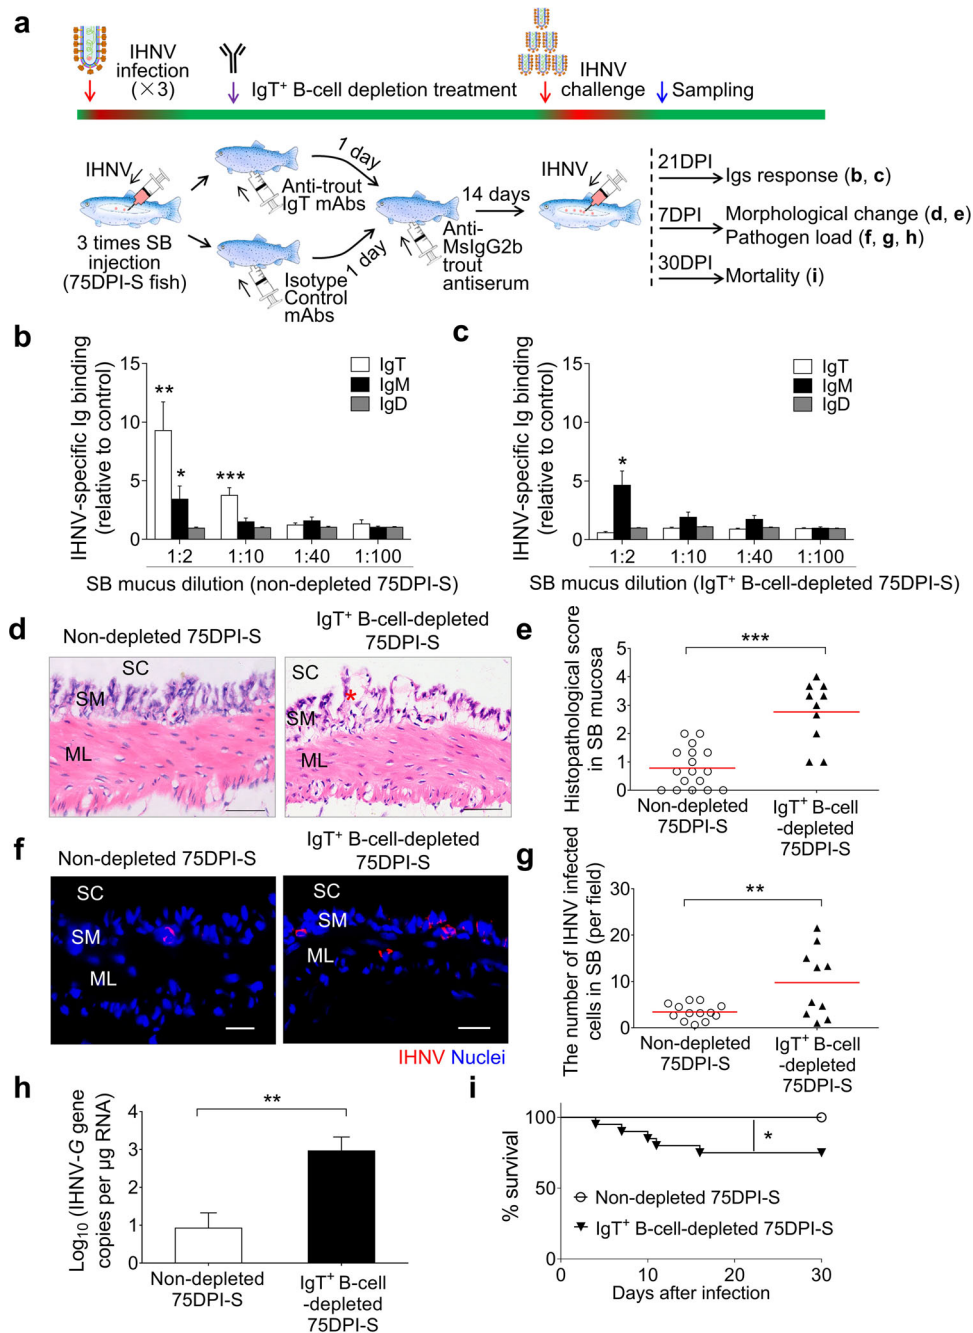 a
IHNV
infection
(×3)
IgT⁺ B-cell depletion treatment
IHNV
challenge
Sampling
IHNV
3 times SB
injection
(75DPI-S fish)
1 day
Anti-trout
IgT mAbs
Isotype
Control
mAbs
1 day
14 days
Anti-
MsIgG2b
trout
antiserum
21DPI
Igs response (b, c)
7DPI
Morphological change (d, e)
Pathogen load (f, g, h)
30DPI
Mortality (i)
b
IHNV-specific Ig binding
(relative to control)
15
10
5
0
**
*
***
IgT
IgM
IgD
1:2 1:10 1:40 1:100
SB mucus dilution (non-depleted 75DPI-S)
c
IHNV-specific Ig binding
(relative to control)
15
10
5
0
*
IgT
IgM
IgD
1:2 1:10 1:40 1:100
SB mucus dilution (IgT⁺ B-cell-depleted 75DPI-S)
d
Non-depleted 75DPI-S
SC
SM
ML
IgT⁺ B-cell-depleted
75DPI-S
SC
*
SM
ML
e
Histopathological score
in SB mucosa
5
4
3
2
1
0
***
Non-depleted
75DPI-S
IgT⁺ B-cell
-depleted
75DPI-S
f
Non-depleted 75DPI-S
SC
SM
ML
IgT⁺ B-cell-depleted
75DPI-S
SC
SM
ML
IHNV Nuclei
g
The number of IHNV infected
cells in SB (per field)
30
20
10
0
**
Non-depleted
75DPI-S
IgT⁺ B-cell
-depleted
75DPI-S
h
Log₁₀ (IHNV-G gene
copies per µg RNA)
4
3
2
1
0
**
Non-depleted
75DPI-S
IgT⁺ B-cell
-depleted
75DPI-S
i
% survival
100
50
0
*
Non-depleted 75DPI-S
IgT⁺ B-cell-depleted 75DPI-S
0 10 20 30
Days after infection